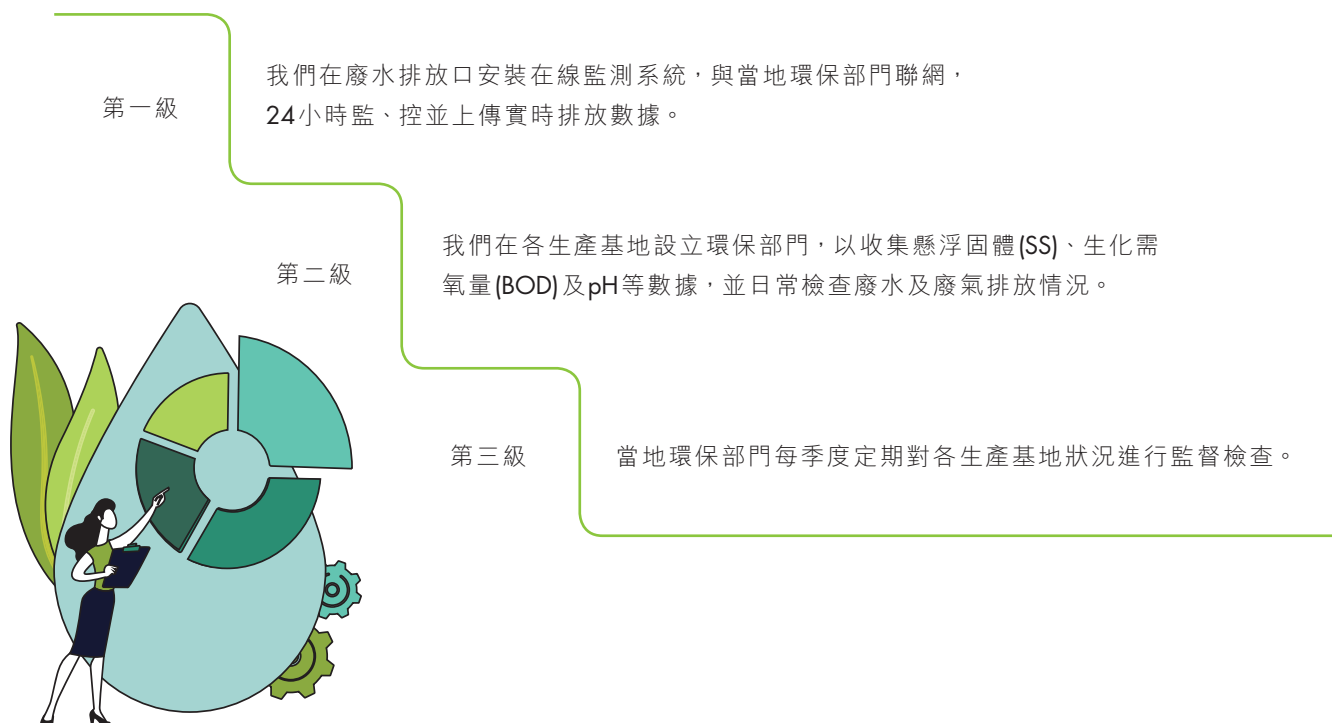 第一級
我們在廢水排放口安裝在線監測系統，與當地環保部門聯網，
24小時監、控並上傳實時排放數據。
第二級
我們在各生產基地設立環保部門，以收集懸浮固體(SS)、生化需
氧量(BOD)及pH等數據，並日常檢查廢水及廢氣排放情況。
第三級
當地環保部門每季度定期對各生產基地狀況進行監督檢查。